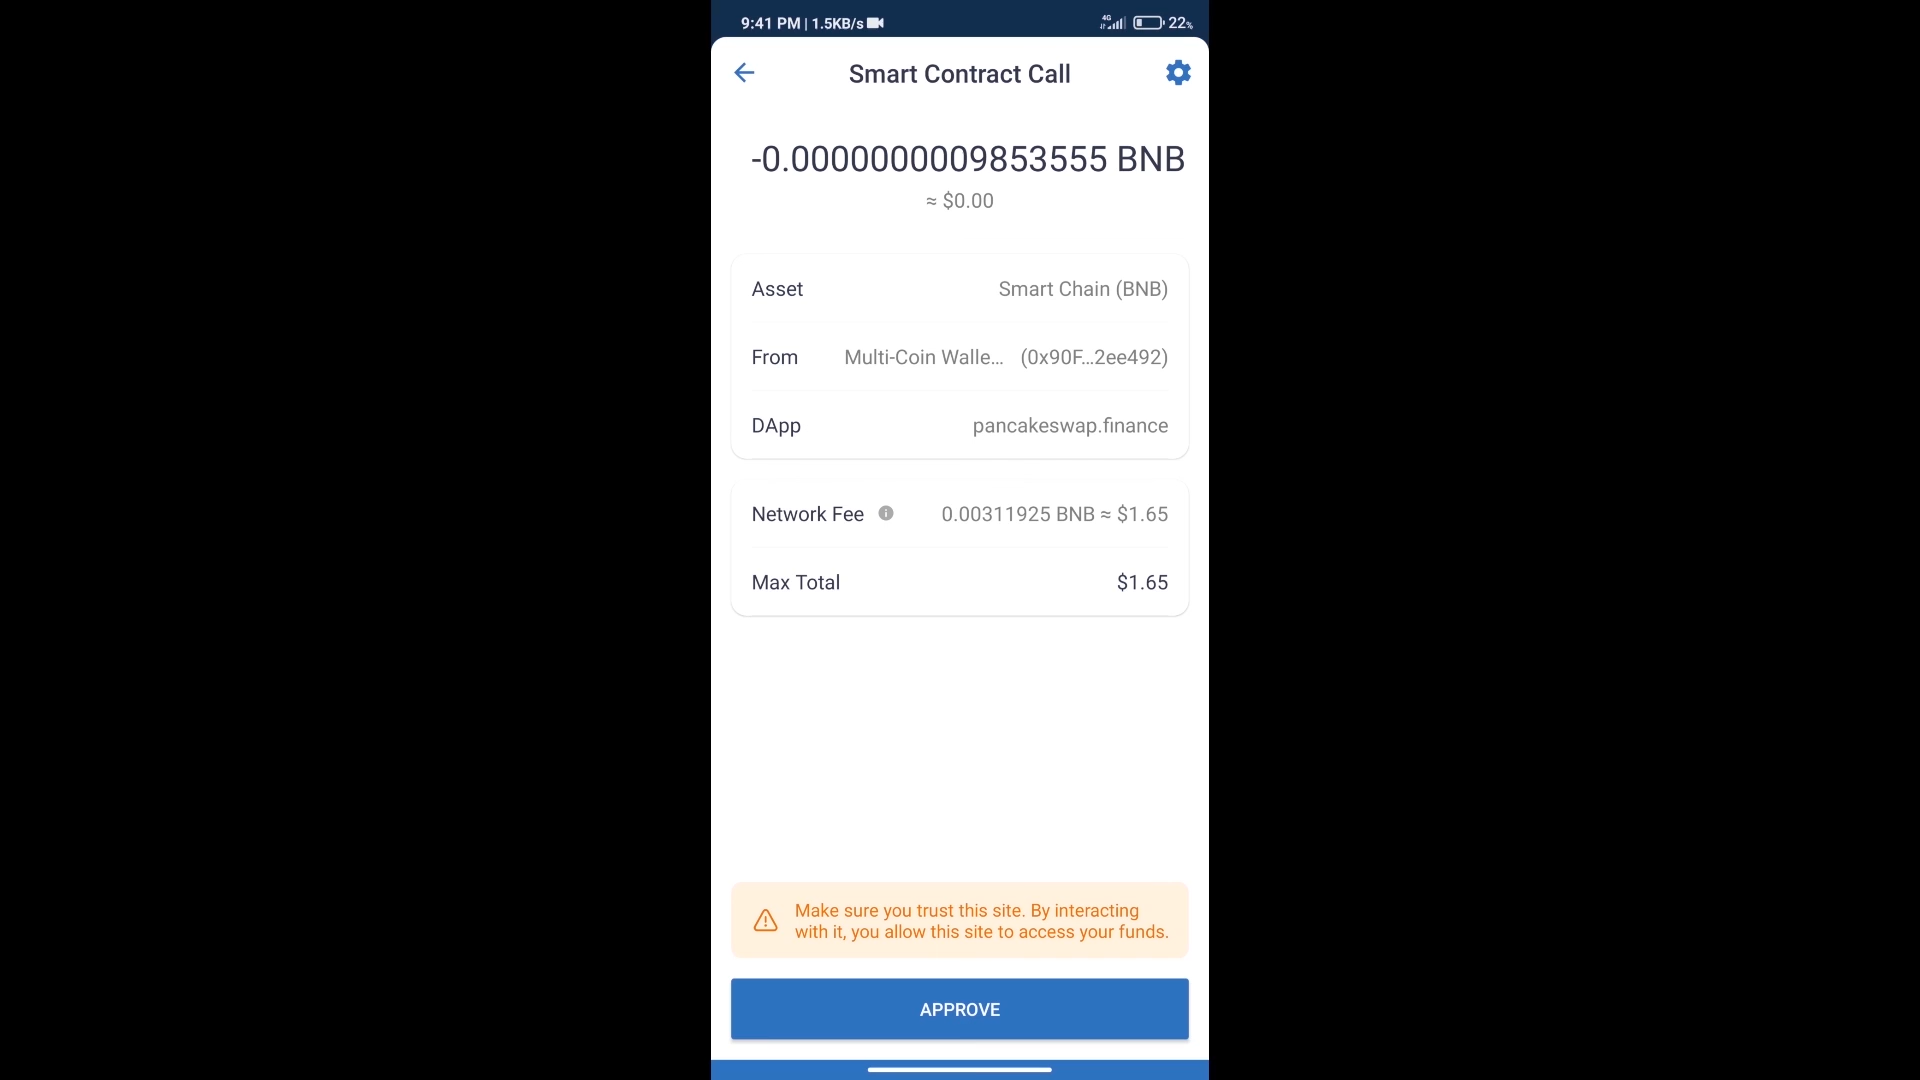 9:41 PM | 1.5KB/s 4G 22%
Smart Contract Call
-0.0000000009853555 BNB
≈ $0.00
Asset Smart Chain (BNB)
From Multi-Coin Walle... (0x90F...2ee492)
DApp pancakeswap.finance
Network Fee 0.00311925 BNB ≈ $1.65
Max Total $1.65
Make sure you trust this site. By interacting
with it, you allow this site to access your funds.
APPROVE